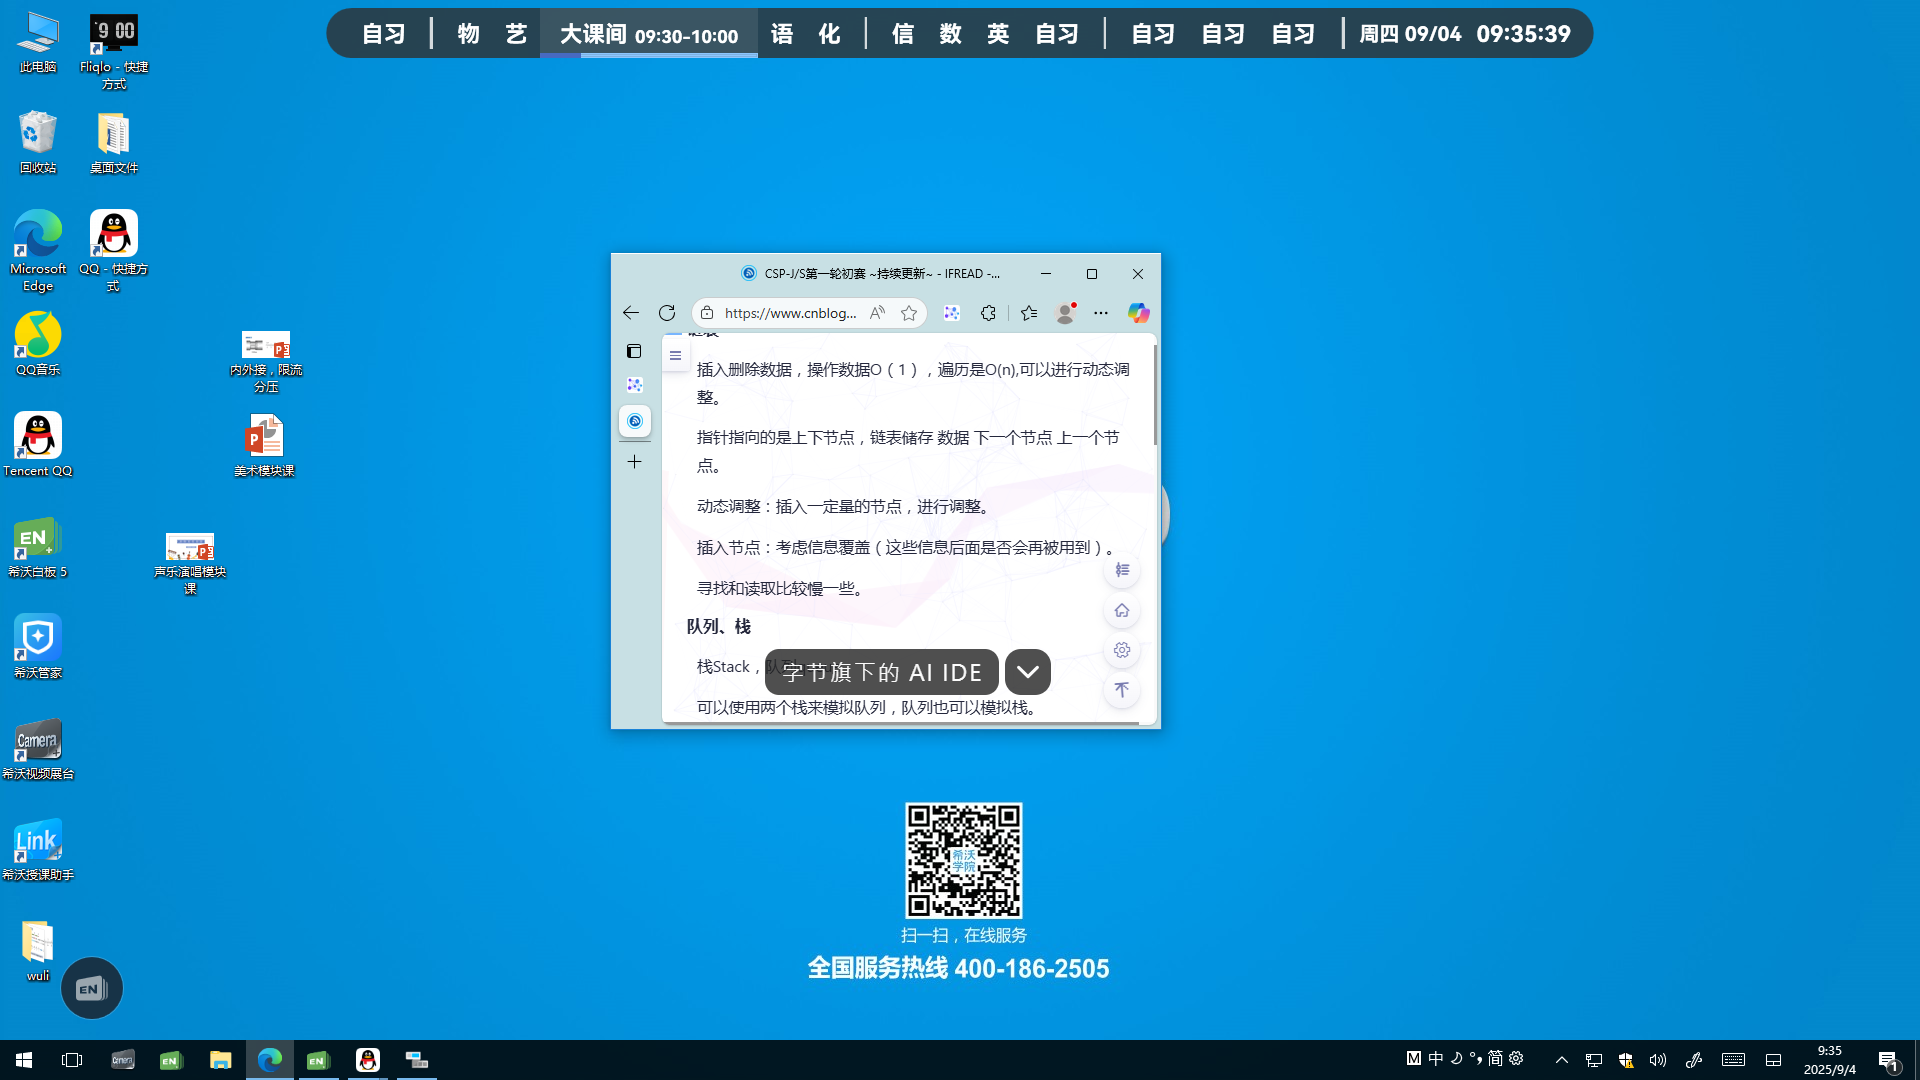 自习 物 艺 大课间 09:30-10:00 语 化 信 数 英 自习 自习 自习 自习 周四 09/04 09:35:39
此电脑
Fliqlo - 快捷方式
回收站
桌面文件
Microsoft Edge
QQ - 快捷方式
QQ音乐
内外接，限流分压
Tencent QQ
美术模块课
希沃白板 5
声乐演唱模块课
希沃管家
希沃视频展台
希沃授课助手
wuli
CSP-J/S第一轮初赛 ~持续更新~ - IFREAD -...
https://www.cnblog...
插入删除数据，操作数据O（1），遍历是O(n),可以进行动态调
整。
指针指向的是上下节点，链表储存 数据 下一个节点 上一个节
点。
动态调整：插入一定量的节点，进行调整。
插入节点：考虑信息覆盖（这些信息后面是否会再被用到）。
寻找和读取比较慢一些。
队列、栈
栈Stack，
字节旗下的 AI IDE
可以使用两个栈来模拟队列，队列也可以模拟栈。
希沃
学院
扫一扫，在线服务
全国服务热线 400-186-2505
EN
Camera
Link
9 00
M 中 简
9:35
2025/9/4
1